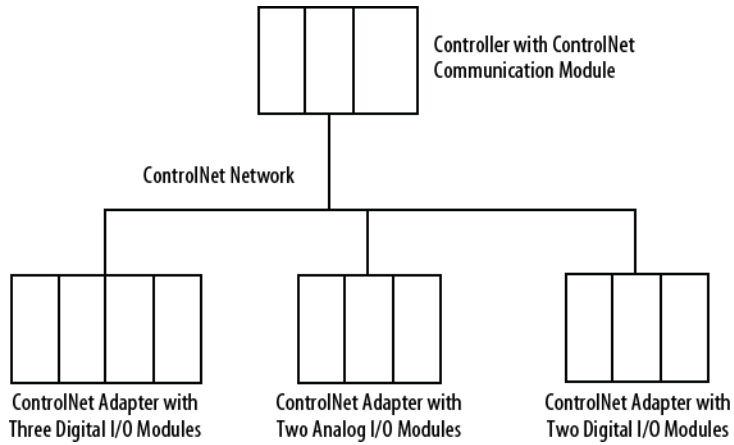 Controller with ControlNet
Communication Module
ControlNet Network
ControlNet Adapter with
Three Digital I/O Modules
ControlNet Adapter with
Two Analog I/O Modules
ControlNet Adapter with
Two Digital I/O Modules